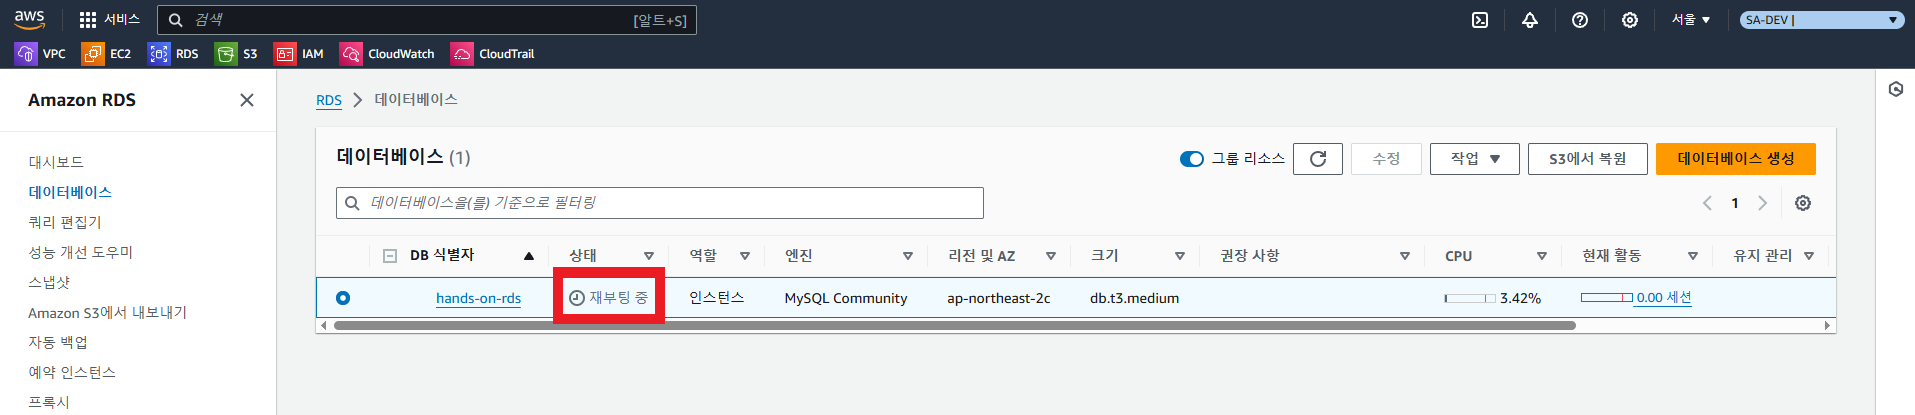 aws 서비스 검색 [알트+S] 서울 SA-DEV |
VPC EC2 RDS S3 IAM CloudWatch CloudTrail
Amazon RDS
대시보드
데이터베이스
쿼리 편집기
성능 개선 도우미
스냅샷
Amazon S3에서 내보내기
자동 백업
예약 인스턴스
프록시
RDS > 데이터베이스
데이터베이스 (1) 그룹 리소스 수정 작업 S3에서 복원 데이터베이스 생성
데이터베이스을(를) 기준으로 필터링 1
DB 식별자 상태 역할 엔진 리전 및 AZ 크기 권장 사항 CPU 현재 활동 유지 관리
hands-on-rds 재부팅 중 인스턴스 MySQL Community ap-northeast-2c db.t3.medium 3.42% 0.00 세션